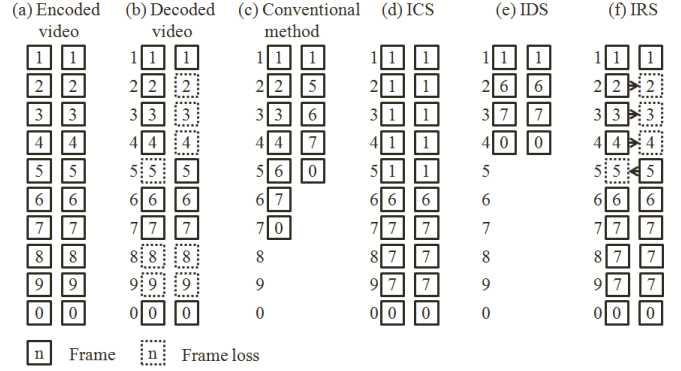 (a) Encoded (b) Decoded (c) Conventional (d) ICS (e) IDS (f) IRS
video video method
1 1 1 1 1 1 1 1 1 1 1 1 1 1 1 1 1
2 2 2 2 2 2 2 5 2 1 1 2 6 6 2 2 2
3 3 3 3 3 3 3 6 3 1 1 3 7 7 3 3 3
4 4 4 4 4 4 4 7 4 1 1 4 0 0 4 4 4
5 5 5 5 5 5 6 0 5 1 1 5 5 5 5
6 6 6 6 6 6 7 6 6 6 6 6 6 6
7 7 7 7 7 7 0 7 7 7 7 7 7 7
8 8 8 8 8 8 8 7 7 8 8 7 7
9 9 9 9 9 9 9 7 7 9 9 7 7
0 0 0 0 0 0 0 0 0 0 0 0 0
n Frame n Frame loss